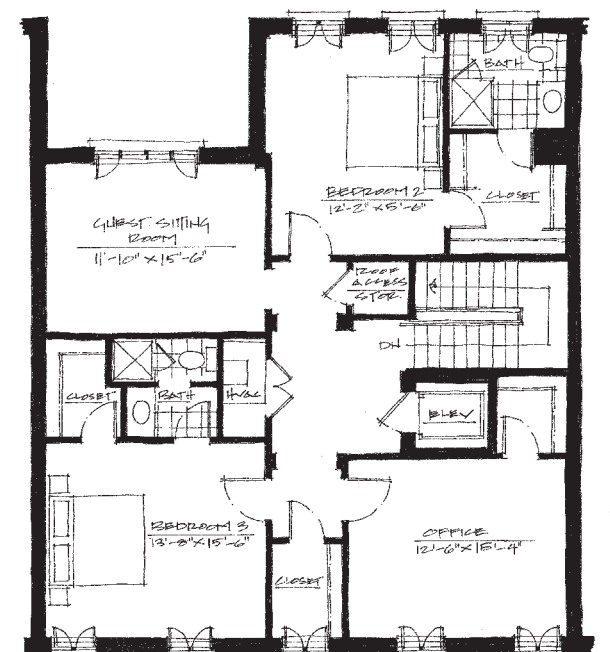 BATH
BEDROOM 2
12'-2" X 5'-6"
CLOSET
GUEST SITTING
ROOM
11'-10" X 15'-6"
ROOF
ACCESS
STOR.
DN
CLOSET
BATH
HVAC
ELEV
BEDROOM 3
13'-8" X 15'-6"
OFFICE
12'-6" X 15'-4"
CLOSET